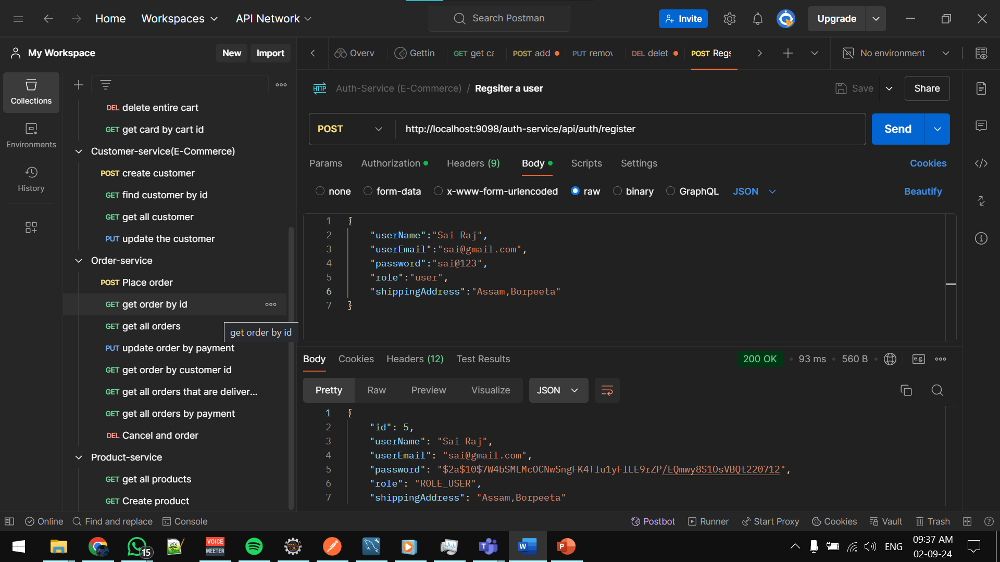 Home
Workspaces
API Network
Search Postman
Invite
Upgrade
My Workspace
New
Import
Overv
Gettin
GET get ca
POST add
PUT remov
DEL delet
POST Regs
No environment
Collections
Environments
History
DEL delete entire cart
GET get card by cart id
Customer-service(E-Commerce)
POST create customer
GET find customer by id
GET get all customer
PUT update the customer
Order-service
POST Place order
GET get order by id
GET get all orders
get order by id
PUT update order by payment
GET get order by customer id
GET get all orders that are deliver...
GET get all orders by payment
DEL Cancel and order
Product-service
GET get all products
GET Create product
HTTP Auth-Service (E-Commerce) / Regsiter a user
Save
Share
POST
http://localhost:9098/auth-service/api/auth/register
Send
Params
Authorization
Headers (9)
Body
Scripts
Settings
Cookies
none
form-data
x-www-form-urlencoded
raw
binary
GraphQL
JSON
Beautify
1 {
2 "userName":"Sai Raj",
3 "userEmail":"sai@gmail.com",
4 "password":"sai@123",
5 "role":"user",
6 "shippingAddress":"Assam,Borpeeta"
7 }
Body
Cookies
Headers (12)
Test Results
200 OK
93 ms
560 B
e.g.
Pretty
Raw
Preview
Visualize
JSON
1 {
2 "id": 5,
3 "userName": "Sai Raj",
4 "userEmail": "sai@gmail.com",
5 "password": "$2a$10$7W4bSMLMcOCNwSngFK4TIu1yFlLE9rZP/EQmwy8S1OsVBQt220712",
6 "role": "ROLE_USER",
7 "shippingAddress": "Assam,Borpeeta"
Online
Find and replace
Console
Postbot
Runner
Start Proxy
Cookies
Vault
Trash
15
VOICE
MEETER
ENG
09:37 AM
02-09-24